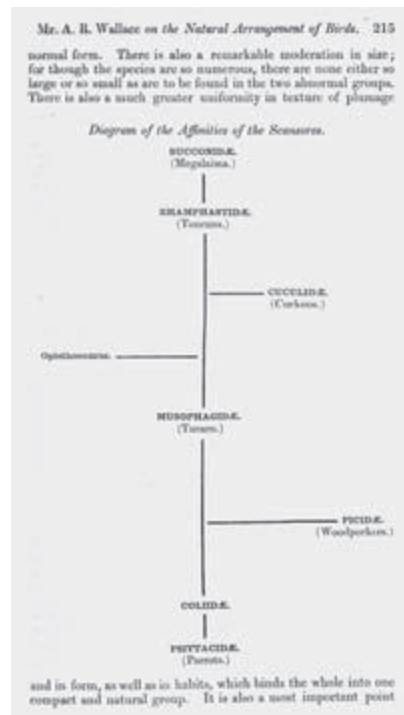 Mr. A. R. Wallace on the Natural Arrangement of Birds. 215
normal form. There is also a remarkable moderation in size;
for though the species are so numerous, there are none either so
large or so small as are to be found in the two abnormal groups.
There is also a much greater uniformity in texture of plumage
Diagram of the Affinities of the Scansores.
BUCCONIDÆ.
(Megalaima.)
RHAMPHASTIDÆ.
(Toucans.)
CUCULIDÆ.
(Cuckoos.)
Opisthocomus.
MUSOPHAGIDÆ.
(Turacos.)
PICIDÆ.
(Woodpeckers.)
COLIIDÆ.
PSITTACIDÆ.
(Parrots.)
and in form, as well as in habits, which binds the whole into one
compact and natural group. It is also a most important point